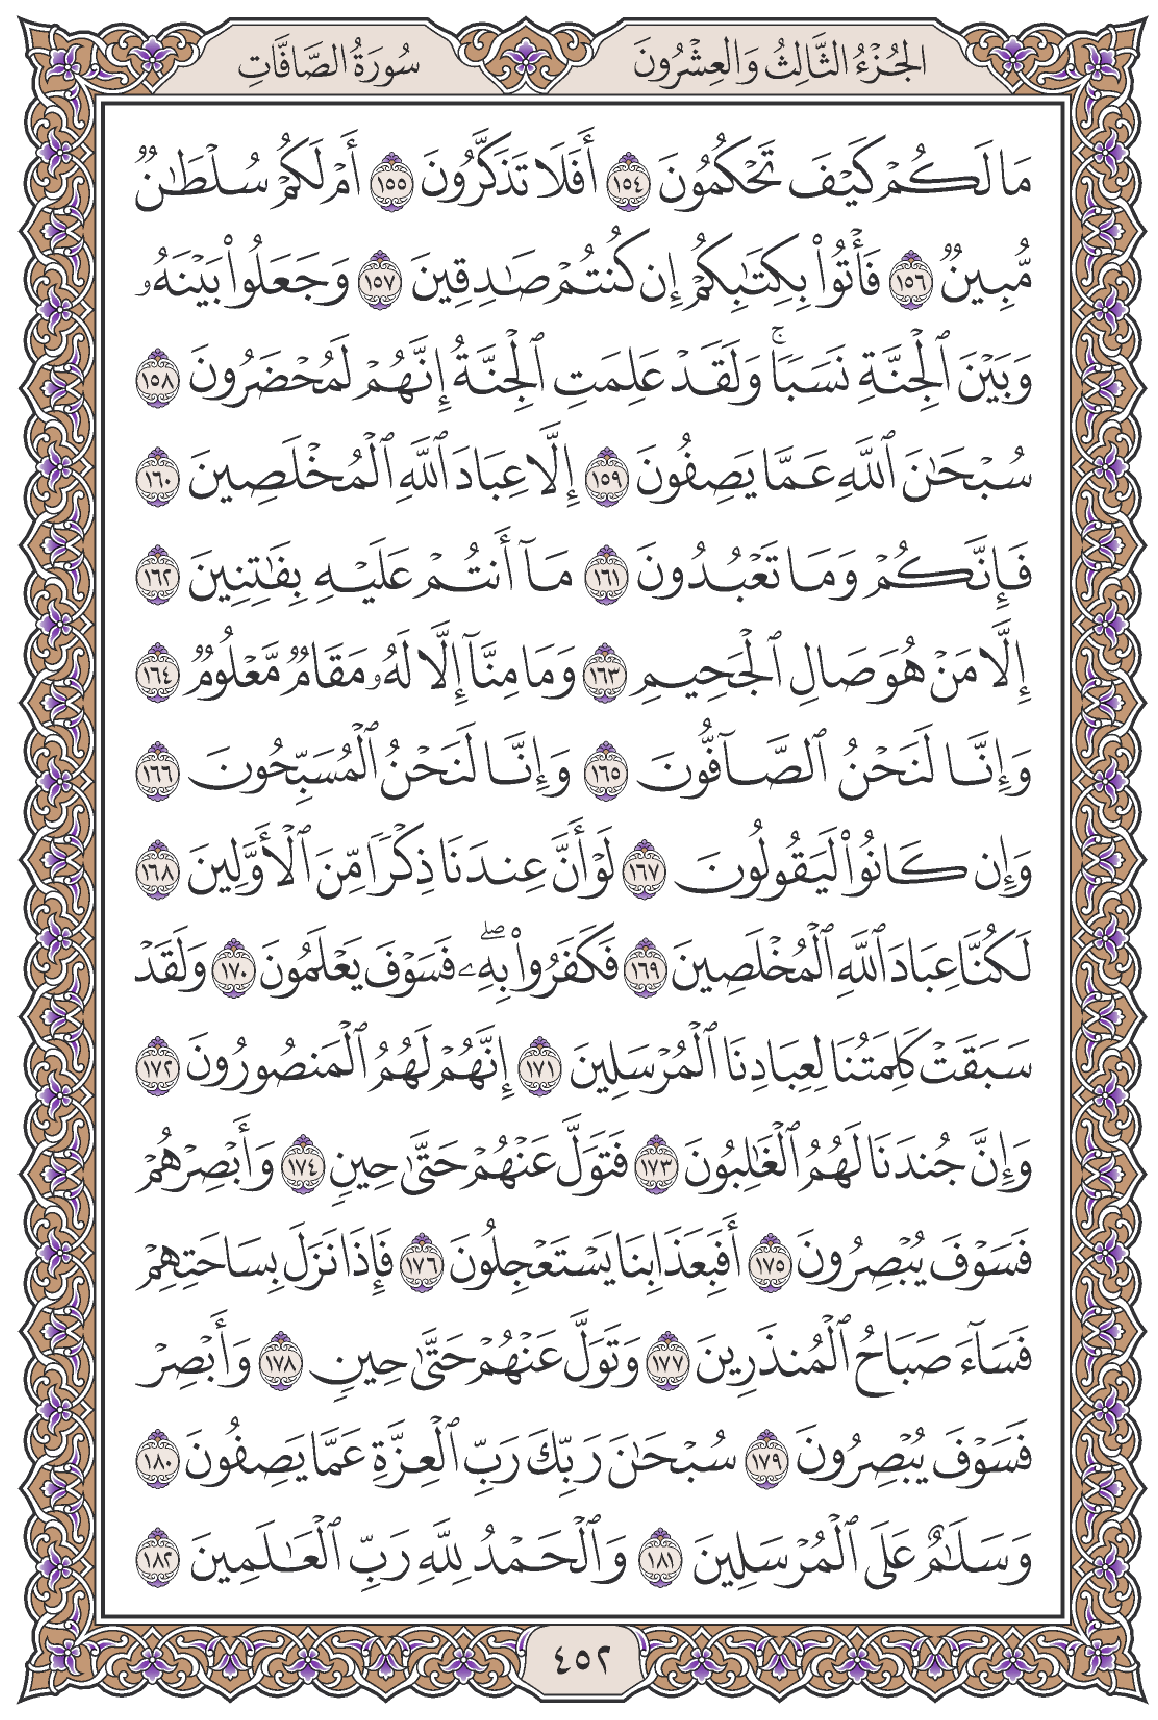 الجُزْءُ الثَّالِثُ وَالعِشْرُونَ
سُورَةُ الصَّافَّاتِ
مَا لَكُمْ كَيْفَ تَحْكُمُونَ ١٥٤ أَفَلَا تَذَكَّرُونَ ١٥٥ أَمْ لَكُمْ سُلْطَٰنٌ
مُّبِينٌ ١٥٦ فَأْتُوا۟ بِكِتَٰبِكُمْ إِن كُنتُمْ صَٰدِقِينَ ١٥٧ وَجَعَلُوا۟ بَيْنَهُۥ
وَبَيْنَ ٱلْجِنَّةِ نَسَبًاۚ وَلَقَدْ عَلِمَتِ ٱلْجِنَّةُ إِنَّهُمْ لَمُحْضَرُونَ ١٥٨
سُبْحَٰنَ ٱللَّهِ عَمَّا يَصِفُونَ ١٥٩ إِلَّا عِبَادَ ٱللَّهِ ٱلْمُخْلَصِينَ ١٦٠
فَإِنَّكُمْ وَمَا تَعْبُدُونَ ١٦١ مَآ أَنتُمْ عَلَيْهِ بِفَٰتِنِينَ ١٦٢
إِلَّا مَنْ هُوَ صَالِ ٱلْجَحِيمِ ١٦٣ وَمَا مِنَّآ إِلَّا لَهُۥ مَقَامٌ مَّعْلُومٌ ١٦٤
وَإِنَّا لَنَحْنُ ٱلصَّآفُّونَ ١٦٥ وَإِنَّا لَنَحْنُ ٱلْمُسَبِّحُونَ ١٦٦
وَإِن كَانُوا۟ لَيَقُولُونَ ١٦٧ لَوْ أَنَّ عِندَنَا ذِكْرًا مِّنَ ٱلْأَوَّلِينَ ١٦٨
لَكُنَّا عِبَادَ ٱللَّهِ ٱلْمُخْلَصِينَ ١٦٩ فَكَفَرُوا۟ بِهِۦۖ فَسَوْفَ يَعْلَمُونَ ١٧٠ وَلَقَدْ
سَبَقَتْ كَلِمَتُنَا لِعِبَادِنَا ٱلْمُرْسَلِينَ ١٧١ إِنَّهُمْ لَهُمُ ٱلْمَنصُورُونَ ١٧٢
وَإِنَّ جُندَنَا لَهُمُ ٱلْغَٰلِبُونَ ١٧٣ فَتَوَلَّ عَنْهُمْ حَتَّىٰ حِينٍ ١٧٤ وَأَبْصِرْهُمْ
فَسَوْفَ يُبْصِرُونَ ١٧٥ أَفَبِعَذَابِنَا يَسْتَعْجِلُونَ ١٧٦ فَإِذَا نَزَلَ بِسَاحَتِهِمْ
فَسَآءَ صَبَاحُ ٱلْمُنذَرِينَ ١٧٧ وَتَوَلَّ عَنْهُمْ حَتَّىٰ حِينٍ ١٧٨ وَأَبْصِرْ
فَسَوْفَ يُبْصِرُونَ ١٧٩ سُبْحَٰنَ رَبِّكَ رَبِّ ٱلْعِزَّةِ عَمَّا يَصِفُونَ ١٨٠
وَسَلَٰمٌ عَلَى ٱلْمُرْسَلِينَ ١٨١ وَٱلْحَمْدُ لِلَّهِ رَبِّ ٱلْعَٰلَمِينَ ١٨٢
٤٥٢